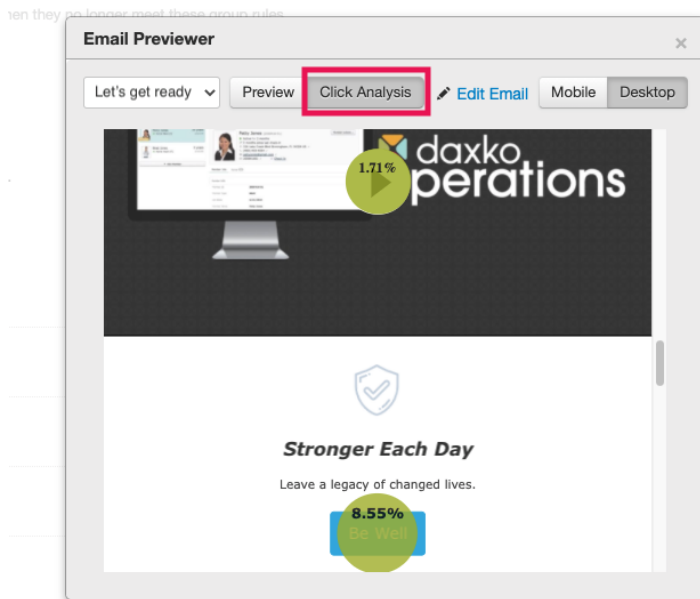 hen they no longer meet these group rules
Email Previewer
×
Let's get ready Preview Click Analysis Edit Email Mobile Desktop
1.71%
daxko
perations
Stronger Each Day
Leave a legacy of changed lives.
8.55%
Be Well